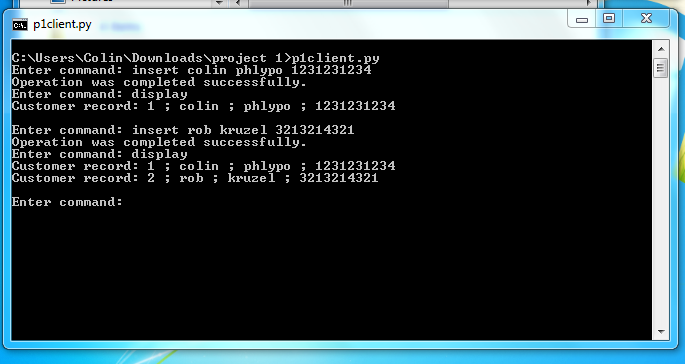 p1client.py
C:\Users\Colin\Downloads\project 1>p1client.py
Enter command: insert colin phlypo 1231231234
Operation was completed successfully.
Enter command: display
Customer record: 1 ; colin ; phlypo ; 1231231234
Enter command: insert rob kruzel 3213214321
Operation was completed successfully.
Enter command: display
Customer record: 1 ; colin ; phlypo ; 1231231234
Customer record: 2 ; rob ; kruzel ; 3213214321
Enter command: